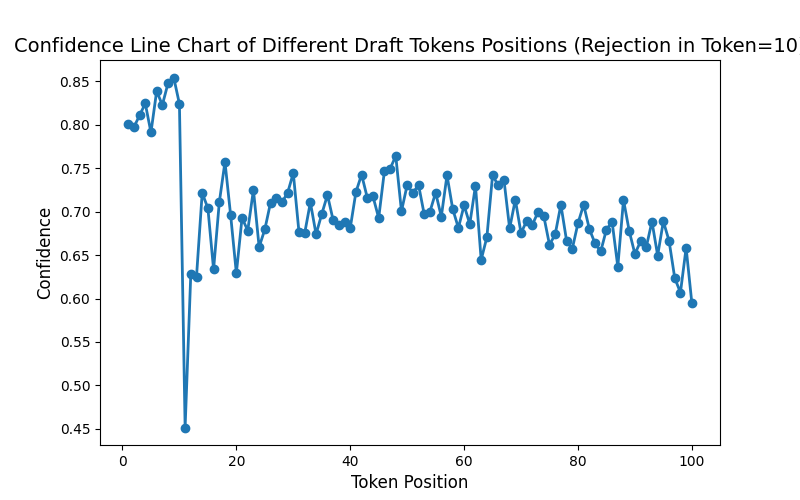 Confidence Line Chart of Different Draft Tokens Positions (Rejection in Token=10
0.85
0.80
0.75
0.70
0.65
0.60
0.55
0.50
0.45
Confidence
0 20 40 60 80 100
Token Position